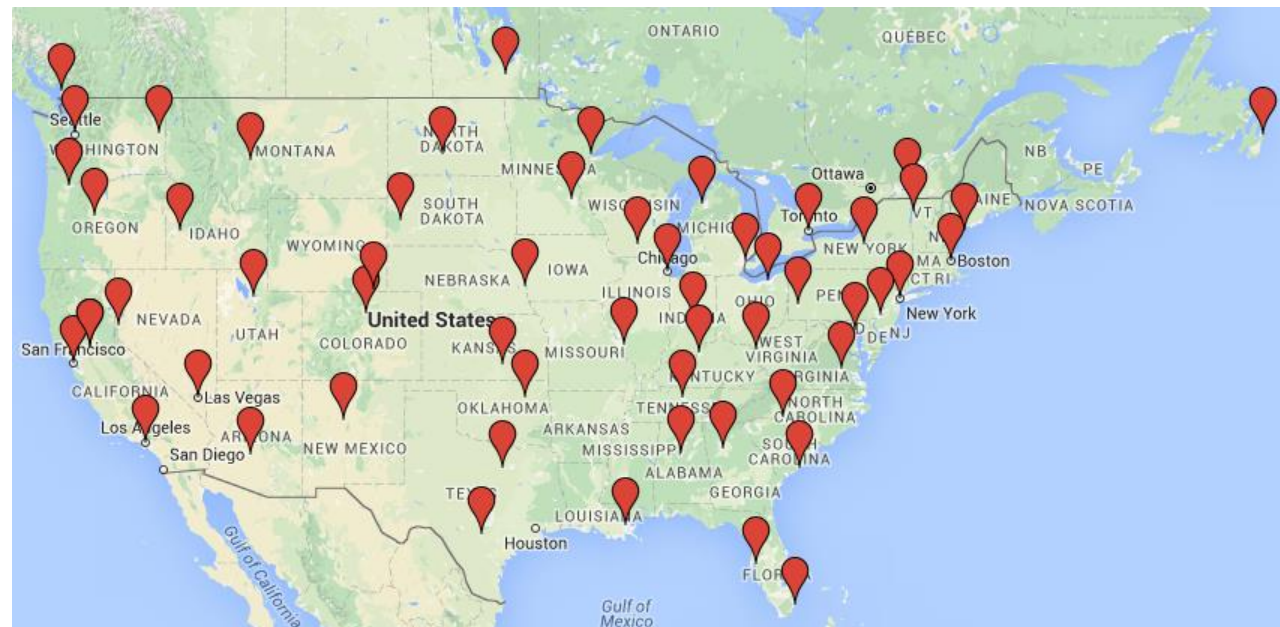 ONTARIO
QUÉBEC
Seattle
WASHINGTON
MONTANA
NORTH
DAKOTA
MINNESOTA
Ottawa
NB
PE
MAINE
NOVA SCOTIA
OREGON
IDAHO
SOUTH
DAKOTA
WISCONSIN
MICHIGAN
Toronto
VT
NEW YORK
WYOMING
NEBRASKA
IOWA
Chicago
MA
Boston
CT RI
ILLINOIS
INDIANA
OHIO
PEN
New York
NEVADA
UTAH
United States
COLORADO
KANSAS
MISSOURI
WEST
VIRGINIA
DE
NJ
San Francisco
CALIFORNIA
Las Vegas
KENTUCKY
VIRGINIA
OKLAHOMA
TENNESSEE
NORTH
CAROLINA
Los Angeles
ARIZONA
NEW MEXICO
ARKANSAS
MISSISSIPPI
SOUTH
CAROLINA
San Diego
ALABAMA
GEORGIA
TEXAS
LOUISIANA
Houston
Gulf of California
FLORIDA
Gulf of
Mexico